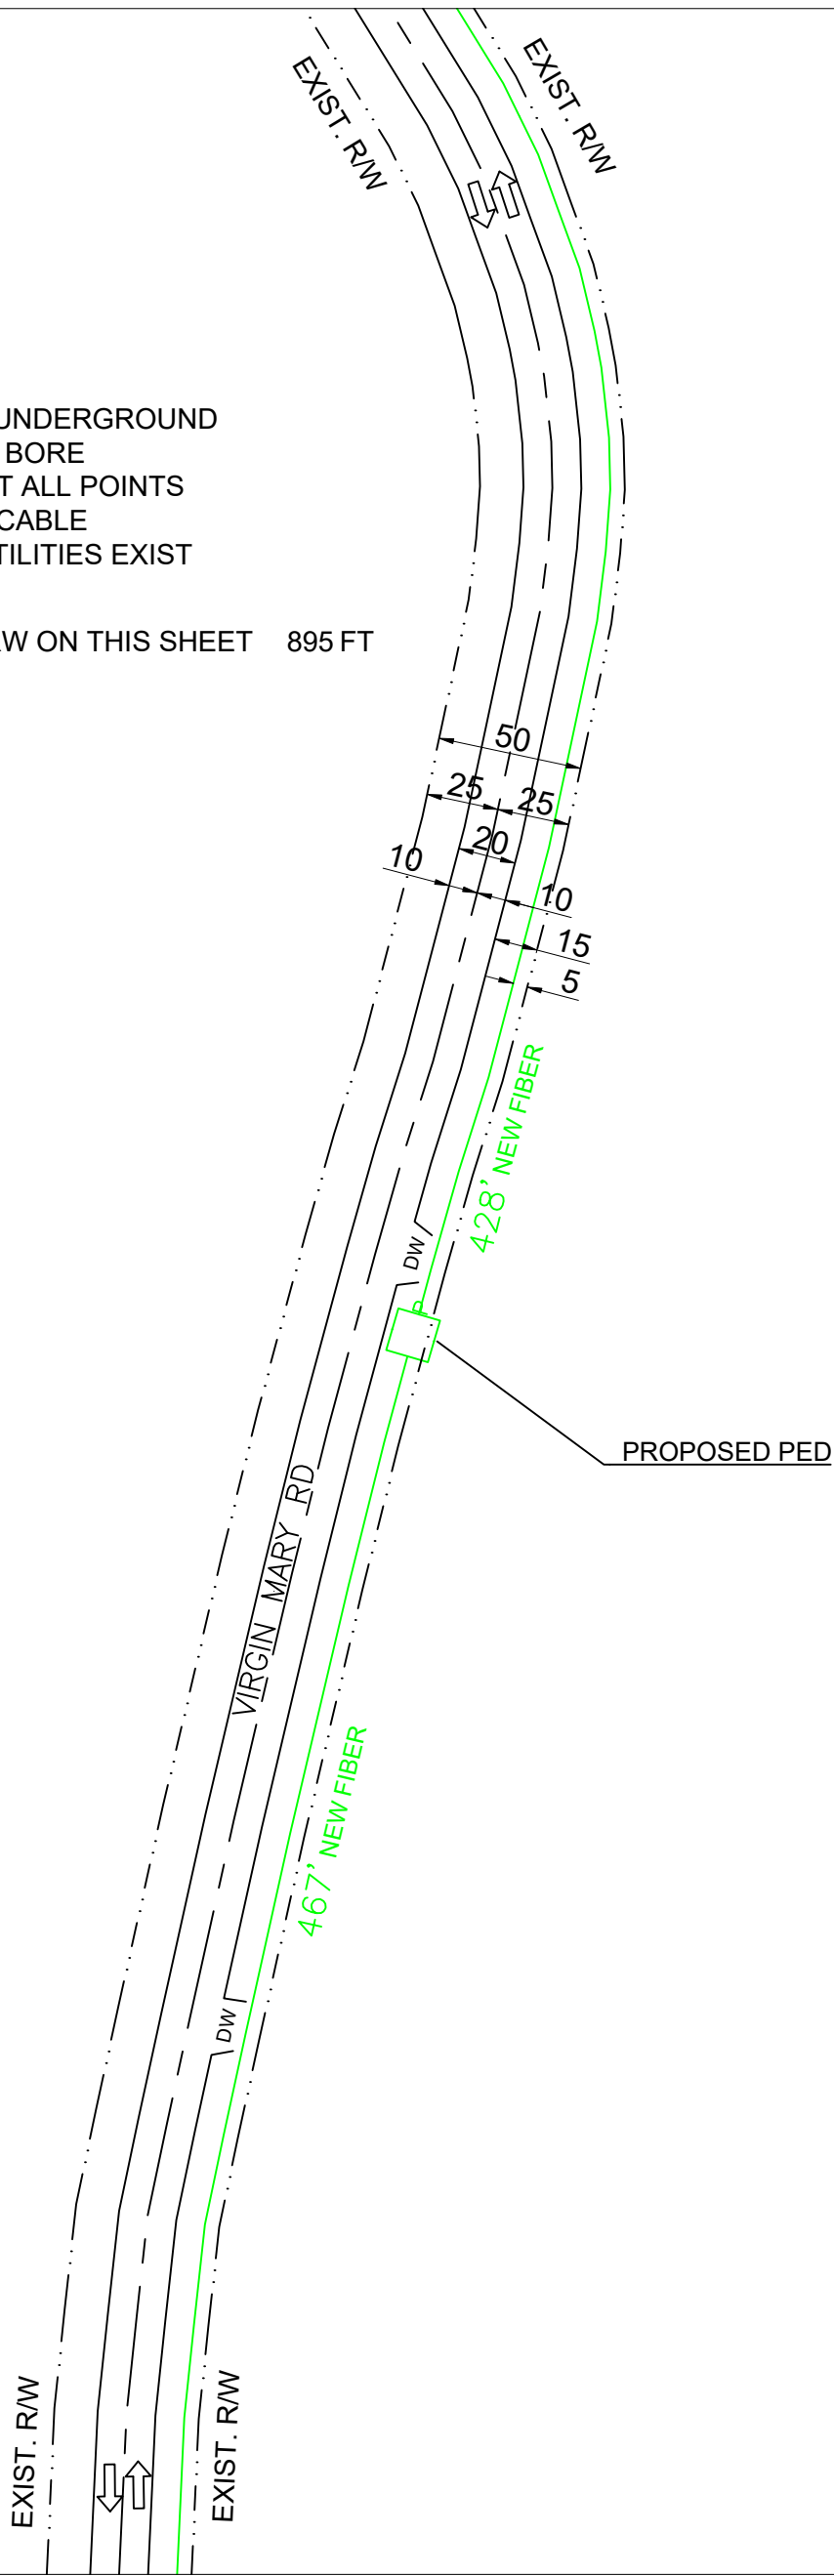 EXIST. R/W
EXIST. R/W
UNDERGROUND
BORE
T ALL POINTS
CABLE
TILITIES EXIST
W ON THIS SHEET 895 FT
50
25
25
20
10
10
15
5
428' NEW FIBER
DW
P
PROPOSED PED
VIRGIN MARY RD
467' NEW FIBER
DW
EXIST. R/W
EXIST. R/W